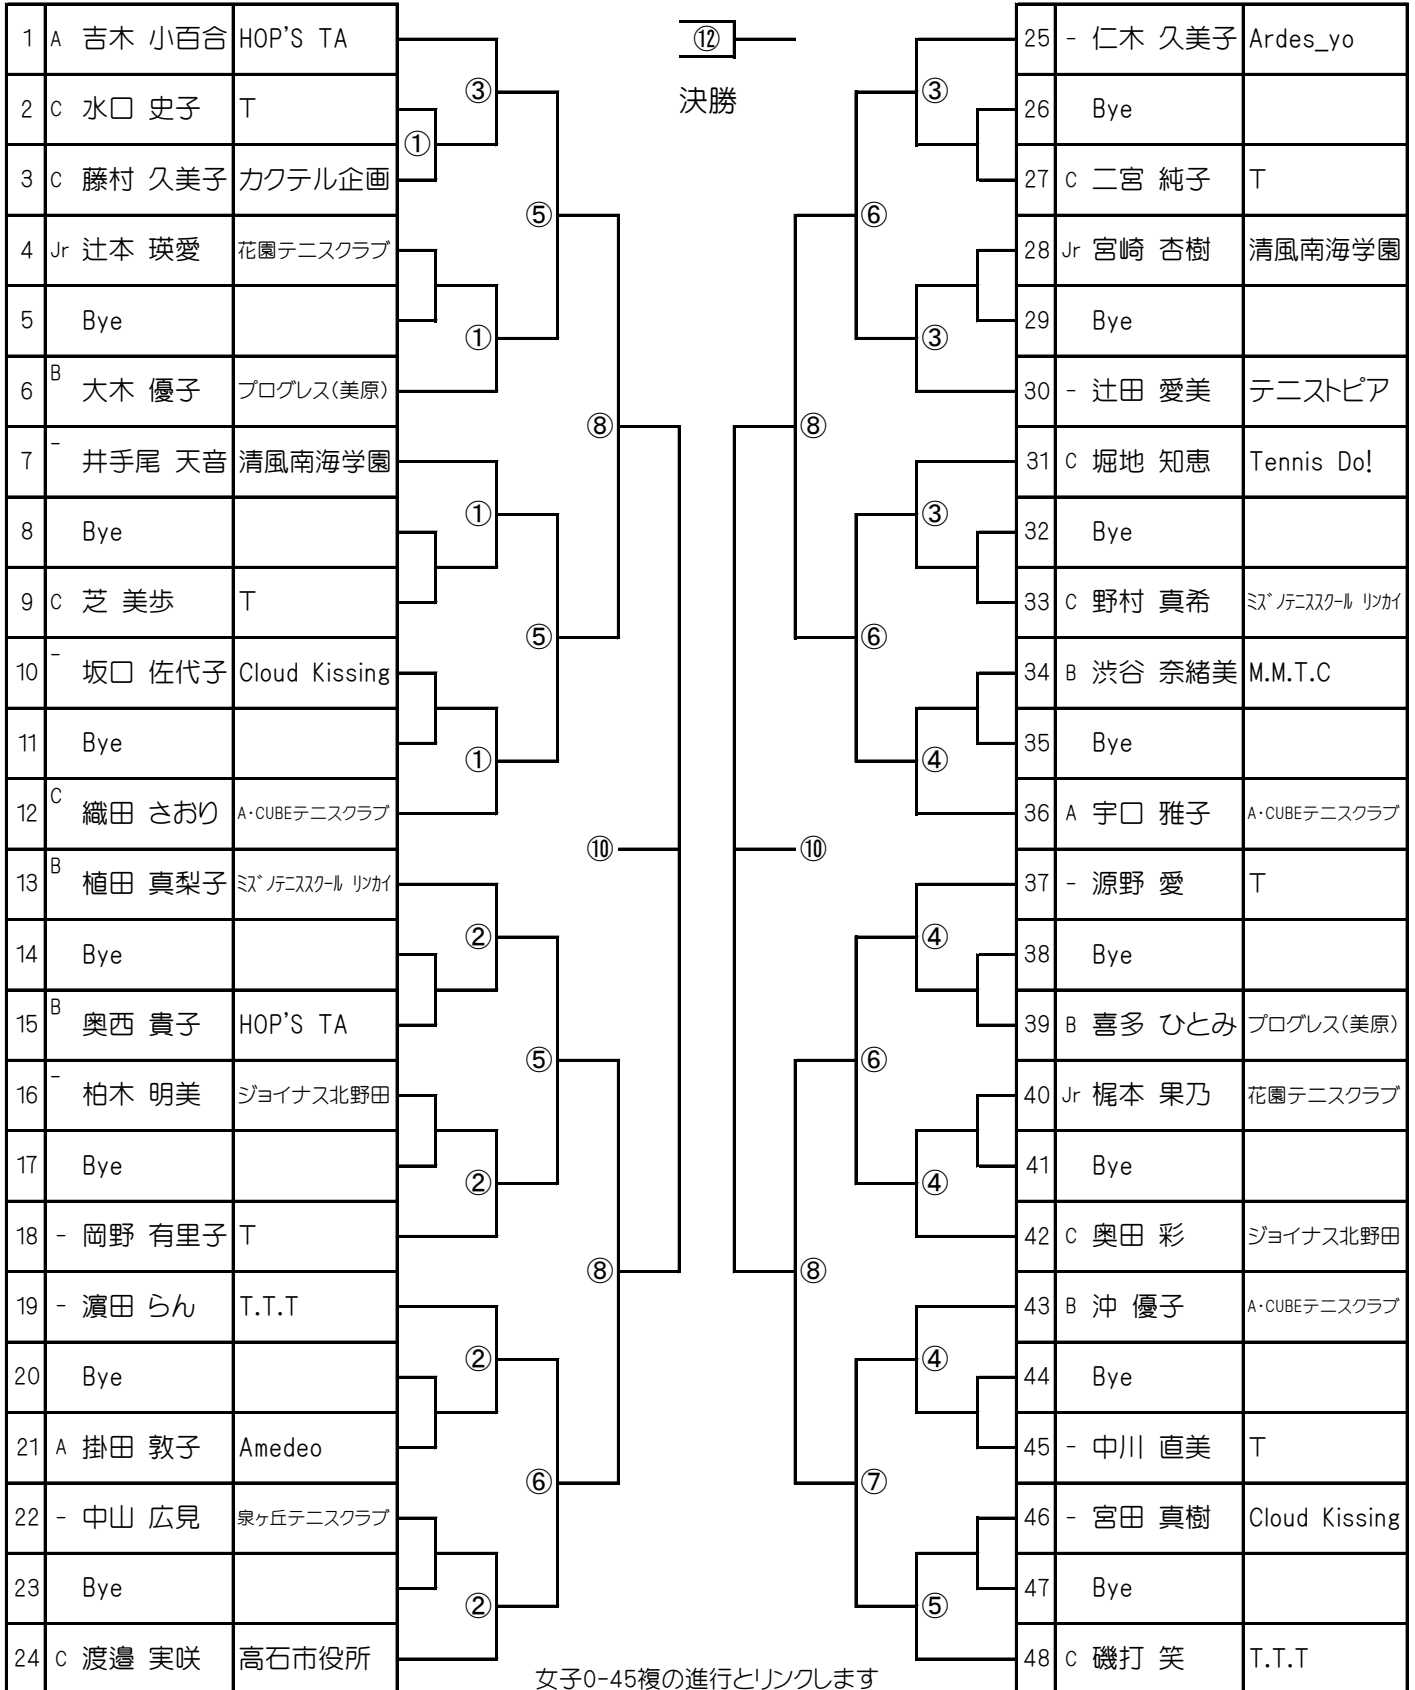 1 A 吉木 小百合 HOP'S TA
2 C 水口 史子 T
3 C 藤村 久美子 カクテル企画
4 Jr 辻本 瑛愛 花園テニスクラブ
5 Bye
6 B 大木 優子 プログレス(美原)
7 - 井手尾 天音 清風南海学園
8 Bye
9 C 芝 美歩 T
10 - 坂口 佐代子 Cloud Kissing
11 Bye
12 C 織田 さおり A・CUBEテニスクラブ
13 B 植田 真梨子 ミズノテニススクール リンカイ
14 Bye
15 B 奥西 貴子 HOP'S TA
16 - 柏木 明美 ジョイナス北野田
17 Bye
18 - 岡野 有里子 T
19 - 濱田 らん T.T.T
20 Bye
21 A 掛田 敦子 Amedeo
22 - 中山 広見 泉ヶ丘テニスクラブ
23 Bye
24 C 渡邉 実咲 高石市役所
③
①
①
①
①
②
②
②
②
⑤
⑤
⑤
⑥
⑧
⑧
⑩
⑫
決勝
⑩
⑧
⑧
⑥
⑥
⑥
⑦
③
③
③
④
④
④
④
⑤
25 - 仁木 久美子 Ardes_yo
26 Bye
27 C 二宮 純子 T
28 Jr 宮崎 杏樹 清風南海学園
29 Bye
30 - 辻田 愛美 テニストピア
31 C 堀地 知恵 Tennis Do!
32 Bye
33 C 野村 真希 ミズノテニススクール リンカイ
34 B 渋谷 奈緒美 M.M.T.C
35 Bye
36 A 宇口 雅子 A・CUBEテニスクラブ
37 - 源野 愛 T
38 Bye
39 B 喜多 ひとみ プログレス(美原)
40 Jr 梶本 果乃 花園テニスクラブ
41 Bye
42 C 奥田 彩 ジョイナス北野田
43 B 沖 優子 A・CUBEテニスクラブ
44 Bye
45 - 中川 直美 T
46 - 宮田 真樹 Cloud Kissing
47 Bye
48 C 磯打 笑 T.T.T
女子0-45複の進行とリンクします